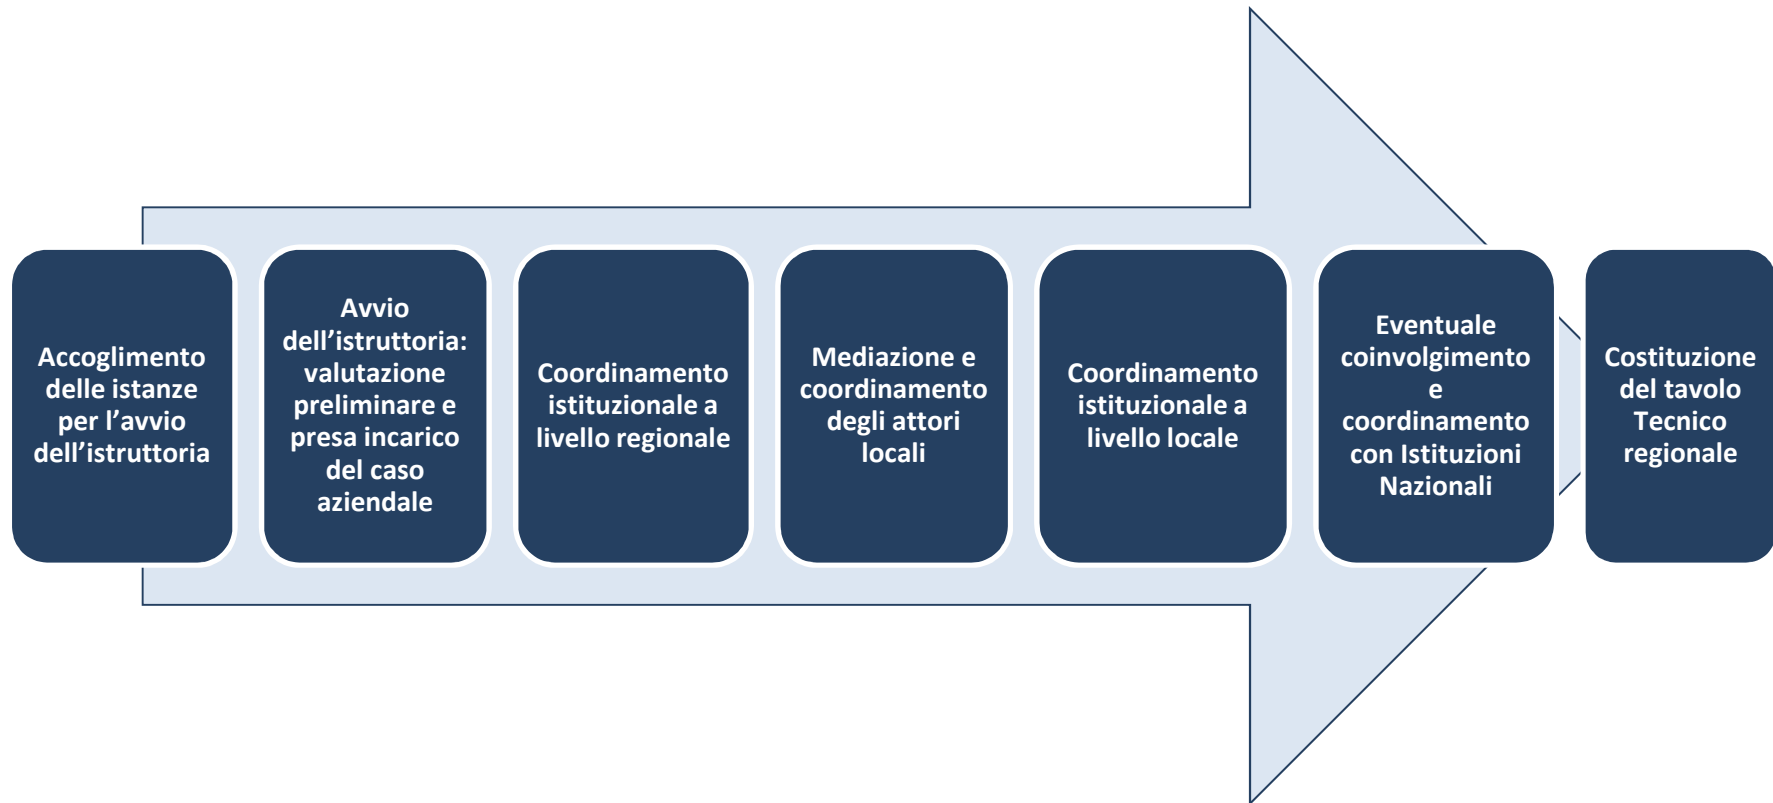 Accoglimento
delle istanze
per l’avvio
dell’istruttoria
Avvio
dell’istruttoria:
valutazione
preliminare e
presa incarico
del caso
aziendale
Coordinamento
istituzionale a
livello regionale
Mediazione e
coordinamento
degli attori
locali
Coordinamento
istituzionale a
livello locale
Eventuale
coinvolgimento
e
coordinamento
con Istituzioni
Nazionali
Costituzione
del tavolo
Tecnico
regionale